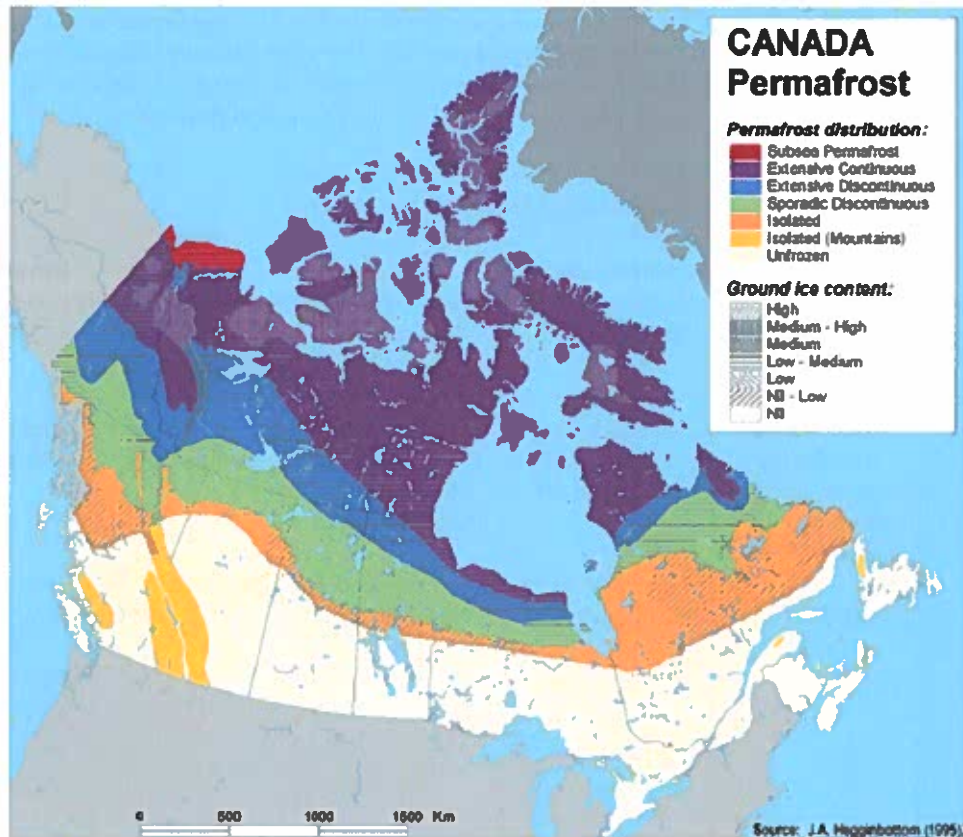 CANADA
Permafrost
Permafrost distribution:
Subsea Permafrost
Extensive Continuous
Extensive Discontinuous
Sporadic Discontinuous
Isolated
Isolated (Mountains)
Unfrozen
Ground ice content:
High
Medium - High
Medium
Low - Medium
Low
Nil - Low
Nil
0 500 1000 1500 Km
Source: J.A. Heginbottom (1995)